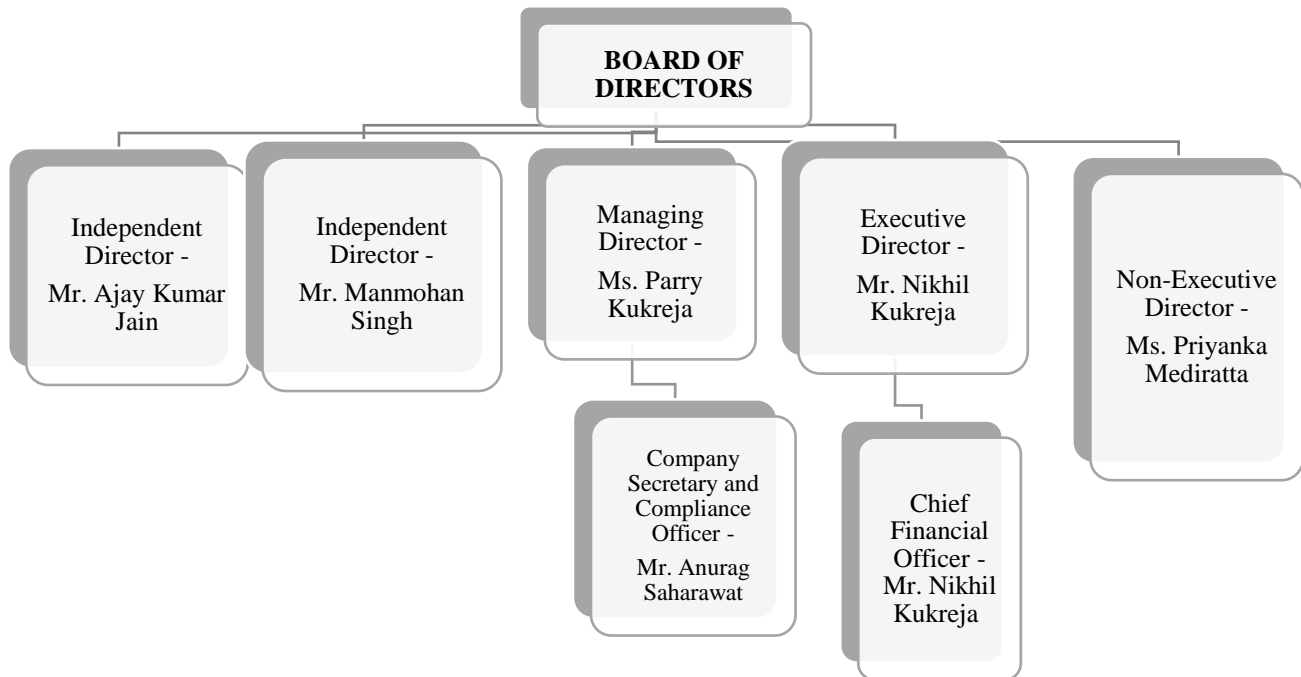 BOARD OF
DIRECTORS
Independent
Director -
Mr. Ajay Kumar
Jain
Independent
Director -
Mr. Manmohan
Singh
Managing
Director -
Ms. Parry
Kukreja
Executive
Director -
Mr. Nikhil
Kukreja
Non-Executive
Director -
Ms. Priyanka
Mediratta
Company
Secretary and
Compliance
Officer -
Mr. Anurag
Saharawat
Chief
Financial
Officer -
Mr. Nikhil
Kukreja